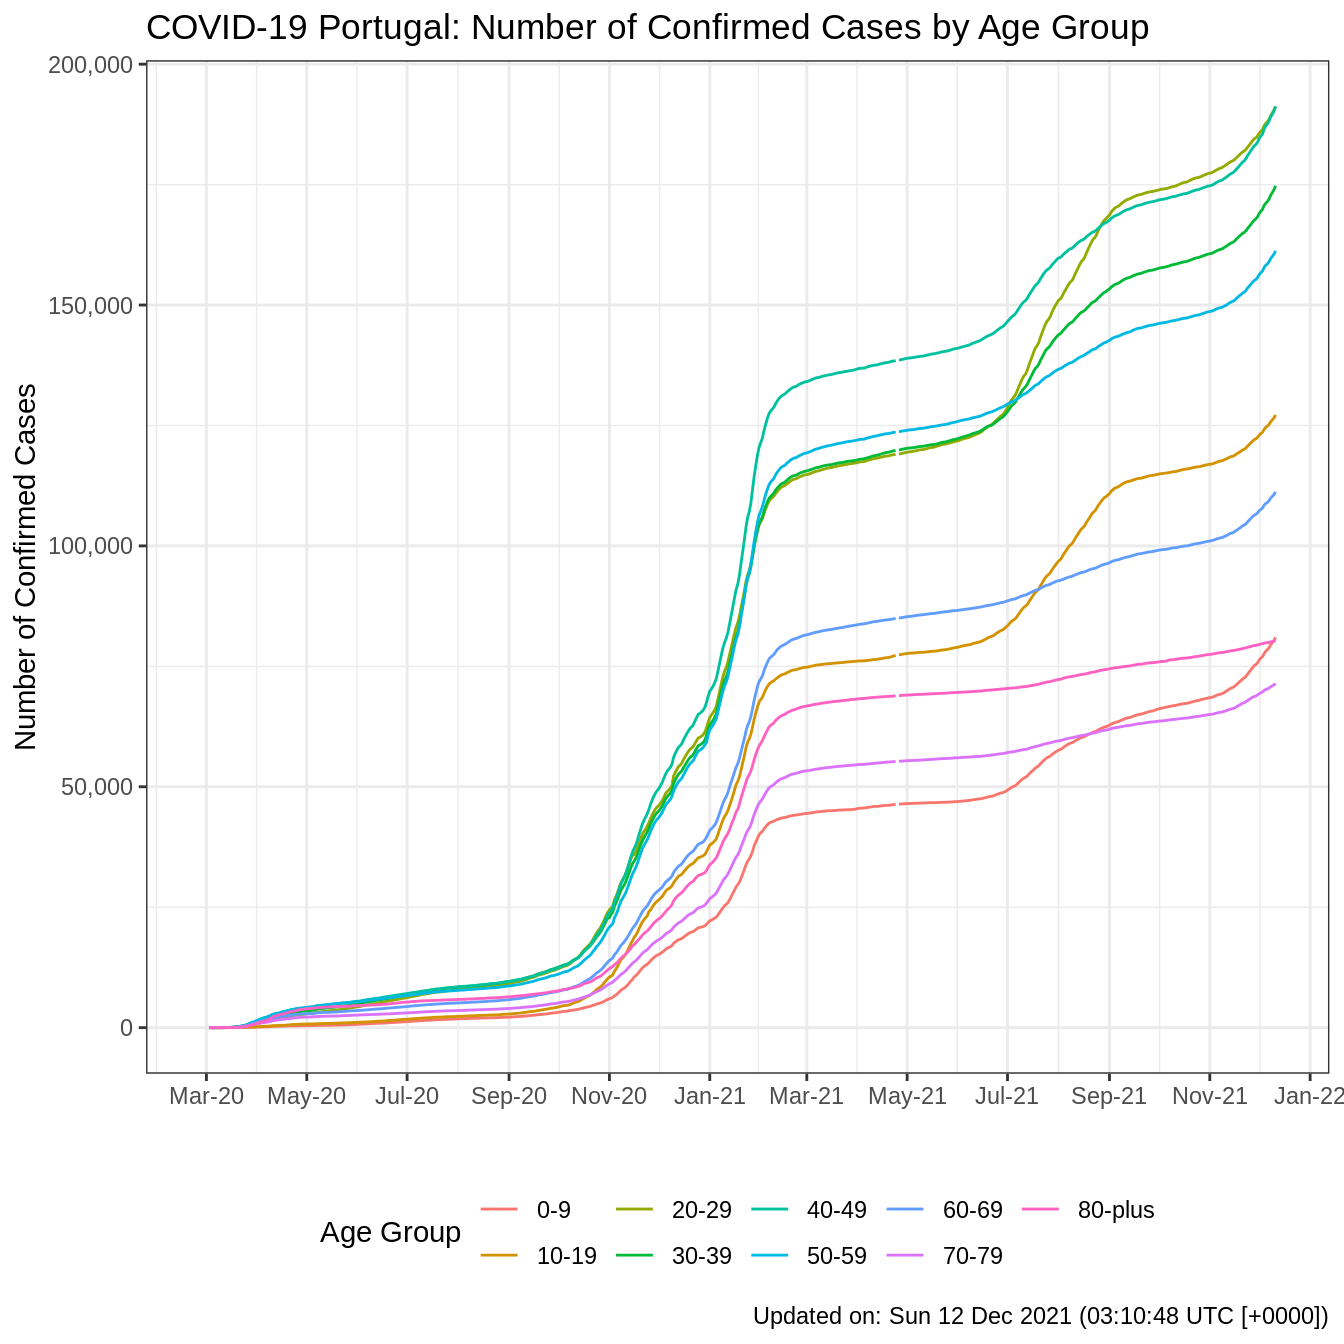 COVID-19 Portugal: Number of Confirmed Cases by Age Group
Number of Confirmed Cases
200,000
150,000
100,000
50,000
0
Mar-20 May-20 Jul-20 Sep-20 Nov-20 Jan-21 Mar-21 May-21 Jul-21 Sep-21 Nov-21 Jan-22
Age Group
0-9 20-29 40-49 60-69 80-plus
10-19 30-39 50-59 70-79
Updated on: Sun 12 Dec 2021 (03:10:48 UTC [+0000])